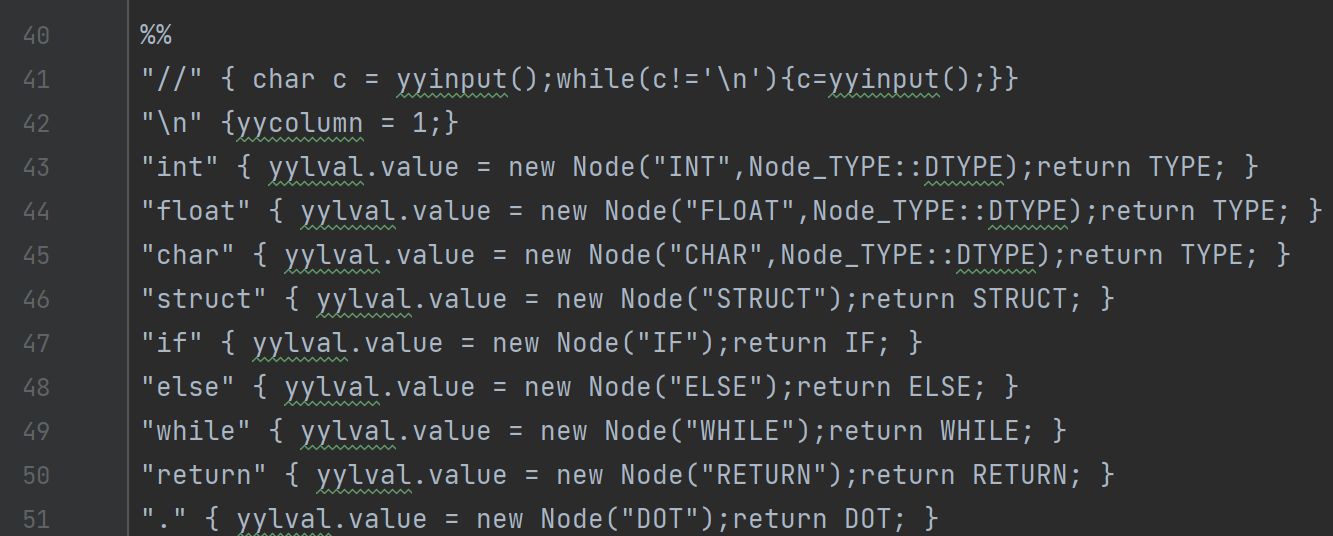 40 %%
41 "//" { char c = yyinput();while(c!='\n'){c=yyinput();}}
42 "\n" {yycolumn = 1;}
43 "int" { yylval.value = new Node("INT",Node_TYPE::DTYPE);return TYPE; }
44 "float" { yylval.value = new Node("FLOAT",Node_TYPE::DTYPE);return TYPE; }
45 "char" { yylval.value = new Node("CHAR",Node_TYPE::DTYPE);return TYPE; }
46 "struct" { yylval.value = new Node("STRUCT");return STRUCT; }
47 "if" { yylval.value = new Node("IF");return IF; }
48 "else" { yylval.value = new Node("ELSE");return ELSE; }
49 "while" { yylval.value = new Node("WHILE");return WHILE; }
50 "return" { yylval.value = new Node("RETURN");return RETURN; }
51 "." { yylval.value = new Node("DOT");return DOT; }